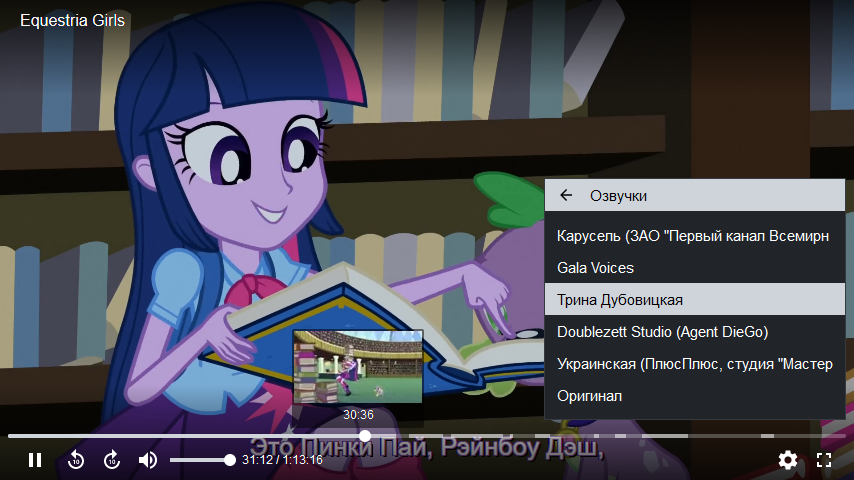 Equestria Girls
Озвучки
Карусель (ЗАО "Первый канал Всемирн
Gala Voices
Трина Дубовицкая
Doublezett Studio (Agent DieGo)
Украинская (ПлюсПлюс, студия "Мастер
Оригинал
30:36
Это Пинки Пай, Рэйнбоу Дэш,
10
10
31:12 / 1:13:16